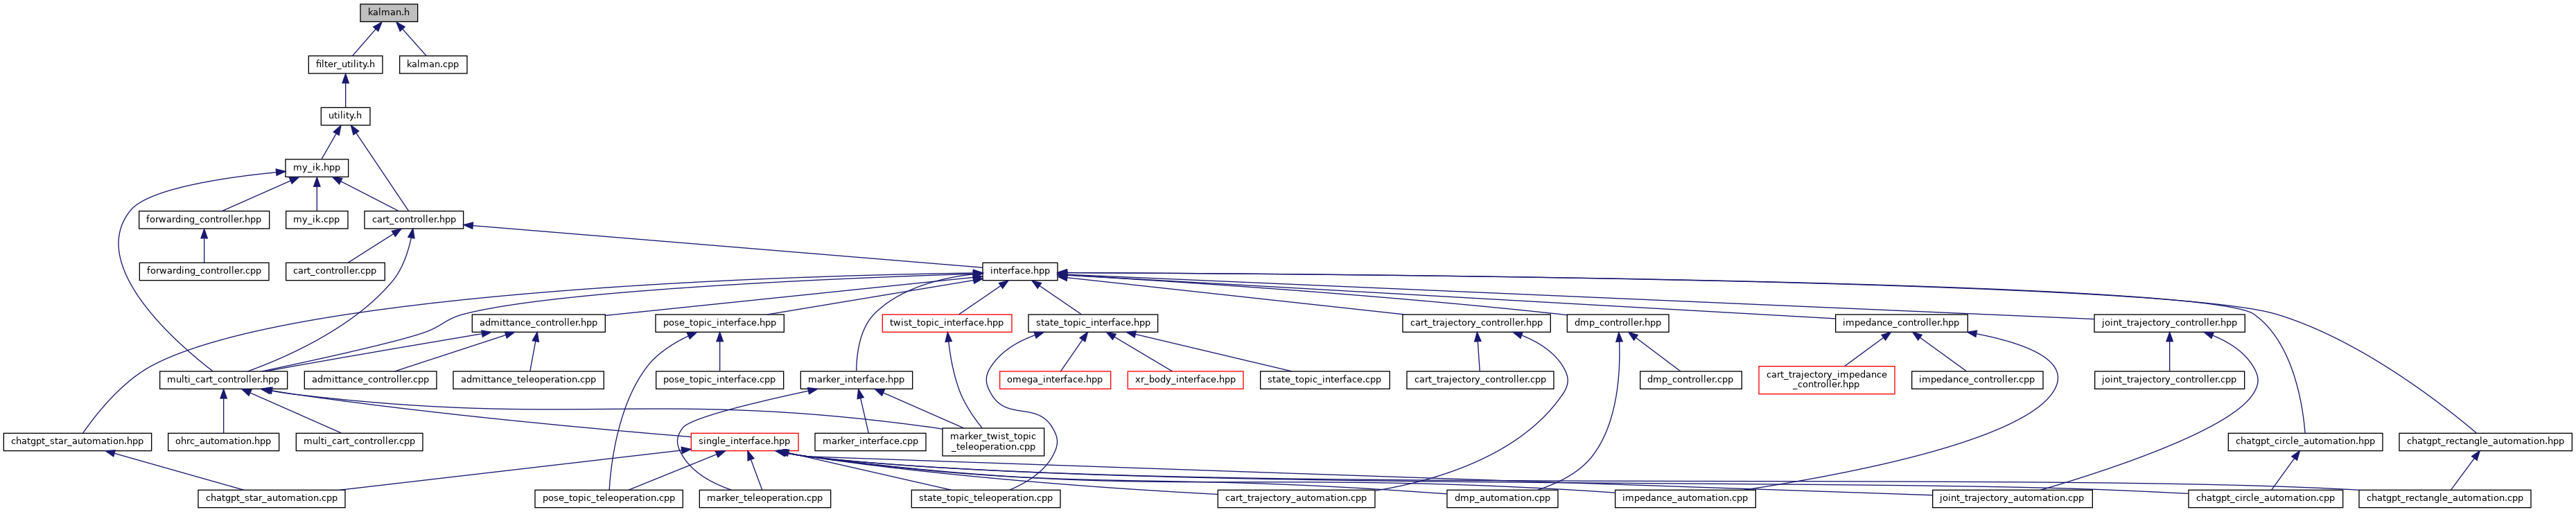 kalman.h
filter_utility.h
kalman.cpp
utility.h
my_ik.hpp
forwarding_controller.hpp
my_ik.cpp
cart_controller.hpp
forwarding_controller.cpp
cart_controller.cpp
interface.hpp
admittance_controller.hpp
pose_topic_interface.hpp
twist_topic_interface.hpp
state_topic_interface.hpp
cart_trajectory_controller.hpp
dmp_controller.hpp
impedance_controller.hpp
joint_trajectory_controller.hpp
multi_cart_controller.hpp
admittance_controller.cpp
admittance_teleoperation.cpp
pose_topic_interface.cpp
marker_interface.hpp
omega_interface.hpp
xr_body_interface.hpp
state_topic_interface.cpp
cart_trajectory_controller.cpp
dmp_controller.cpp
cart_trajectory_impedance
_controller.hpp
impedance_controller.cpp
joint_trajectory_controller.cpp
chatgpt_star_automation.hpp
ohrc_automation.hpp
multi_cart_controller.cpp
single_interface.hpp
marker_interface.cpp
marker_twist_topic
_teleoperation.cpp
chatgpt_circle_automation.hpp
chatgpt_rectangle_automation.hpp
chatgpt_star_automation.cpp
pose_topic_teleoperation.cpp
marker_teleoperation.cpp
state_topic_teleoperation.cpp
cart_trajectory_automation.cpp
dmp_automation.cpp
impedance_automation.cpp
joint_trajectory_automation.cpp
chatgpt_circle_automation.cpp
chatgpt_rectangle_automation.cpp